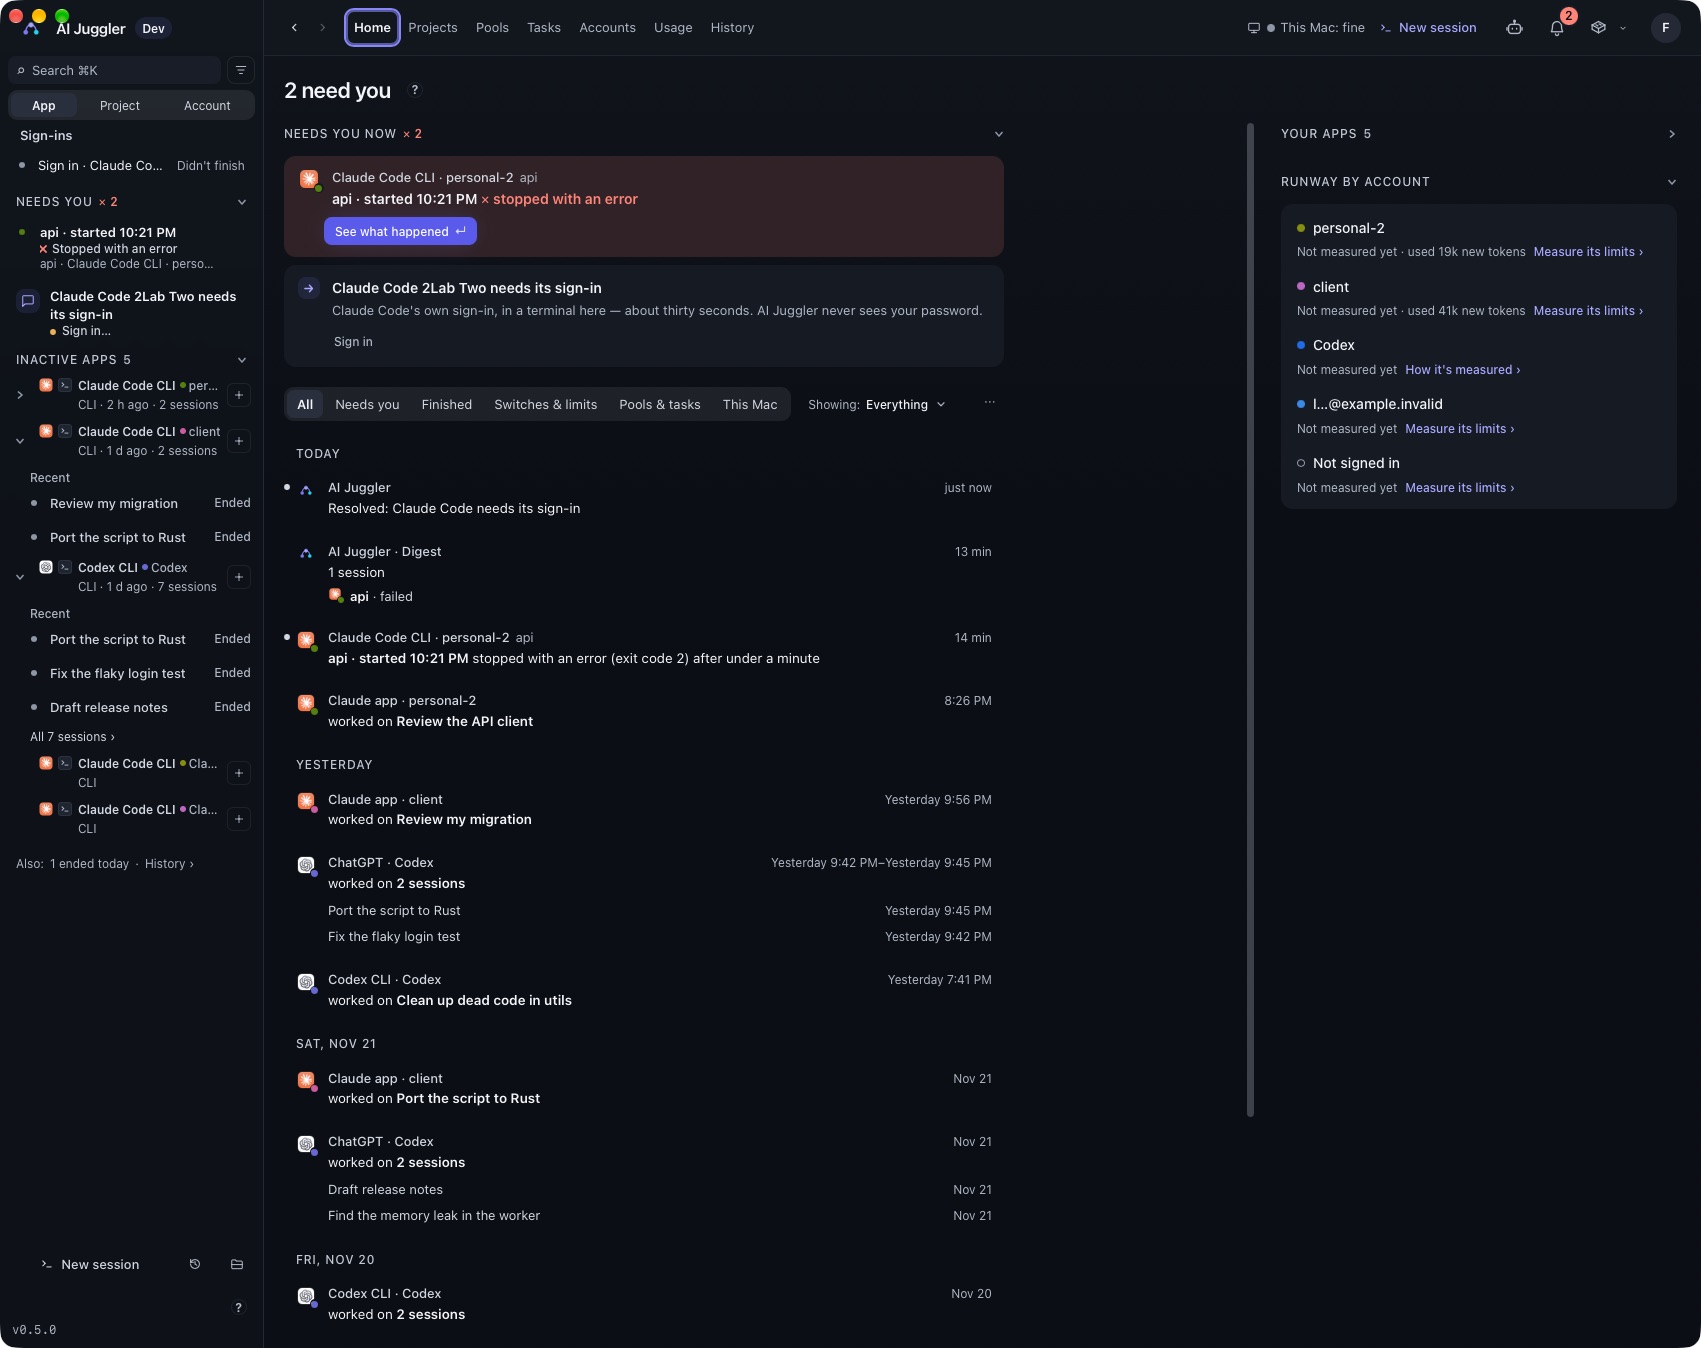 AI Juggler Dev
Search ⌘K
App Project Account
Sign-ins
Sign in · Claude Co... Didn't finish
NEEDS YOU × 2
api · started 10:21 PM
× Stopped with an error
api · Claude Code CLI · perso...
Claude Code 2Lab Two needs
its sign-in
Sign in...
INACTIVE APPS 5
Claude Code CLI per...
CLI · 2 h ago · 2 sessions
Claude Code CLI client
CLI · 1 d ago · 2 sessions
Recent
Review my migration Ended
Port the script to Rust Ended
Codex CLI Codex
CLI · 1 d ago · 7 sessions
Recent
Port the script to Rust Ended
Fix the flaky login test Ended
Draft release notes Ended
All 7 sessions ›
Claude Code CLI Cla...
CLI
Claude Code CLI Cla...
CLI
Also: 1 ended today · History ›
New session
?
v0.5.0
Home Projects Pools Tasks Accounts Usage History
This Mac: fine New session 2 F
2 need you ?
NEEDS YOU NOW × 2
Claude Code CLI · personal-2 api
api · started 10:21 PM × stopped with an error
See what happened ↵
Claude Code 2Lab Two needs its sign-in
Claude Code's own sign-in, in a terminal here — about thirty seconds. AI Juggler never sees your password.
Sign in
All Needs you Finished Switches & limits Pools & tasks This Mac Showing: Everything ...
TODAY
AI Juggler just now
Resolved: Claude Code needs its sign-in
AI Juggler · Digest 13 min
1 session
api · failed
Claude Code CLI · personal-2 api 14 min
api · started 10:21 PM stopped with an error (exit code 2) after under a minute
Claude app · personal-2 8:26 PM
worked on Review the API client
YESTERDAY
Claude app · client Yesterday 9:56 PM
worked on Review my migration
ChatGPT · Codex Yesterday 9:42 PM–Yesterday 9:45 PM
worked on 2 sessions
Port the script to Rust Yesterday 9:45 PM
Fix the flaky login test Yesterday 9:42 PM
Codex CLI · Codex Yesterday 7:41 PM
worked on Clean up dead code in utils
SAT, NOV 21
Claude app · client Nov 21
worked on Port the script to Rust
ChatGPT · Codex Nov 21
worked on 2 sessions
Draft release notes Nov 21
Find the memory leak in the worker Nov 21
FRI, NOV 20
Codex CLI · Codex Nov 20
worked on 2 sessions
YOUR APPS 5
RUNWAY BY ACCOUNT
personal-2
Not measured yet · used 19k new tokens Measure its limits ›
client
Not measured yet · used 41k new tokens Measure its limits ›
Codex
Not measured yet How it's measured ›
l...@example.invalid
Not measured yet Measure its limits ›
Not signed in
Not measured yet Measure its limits ›